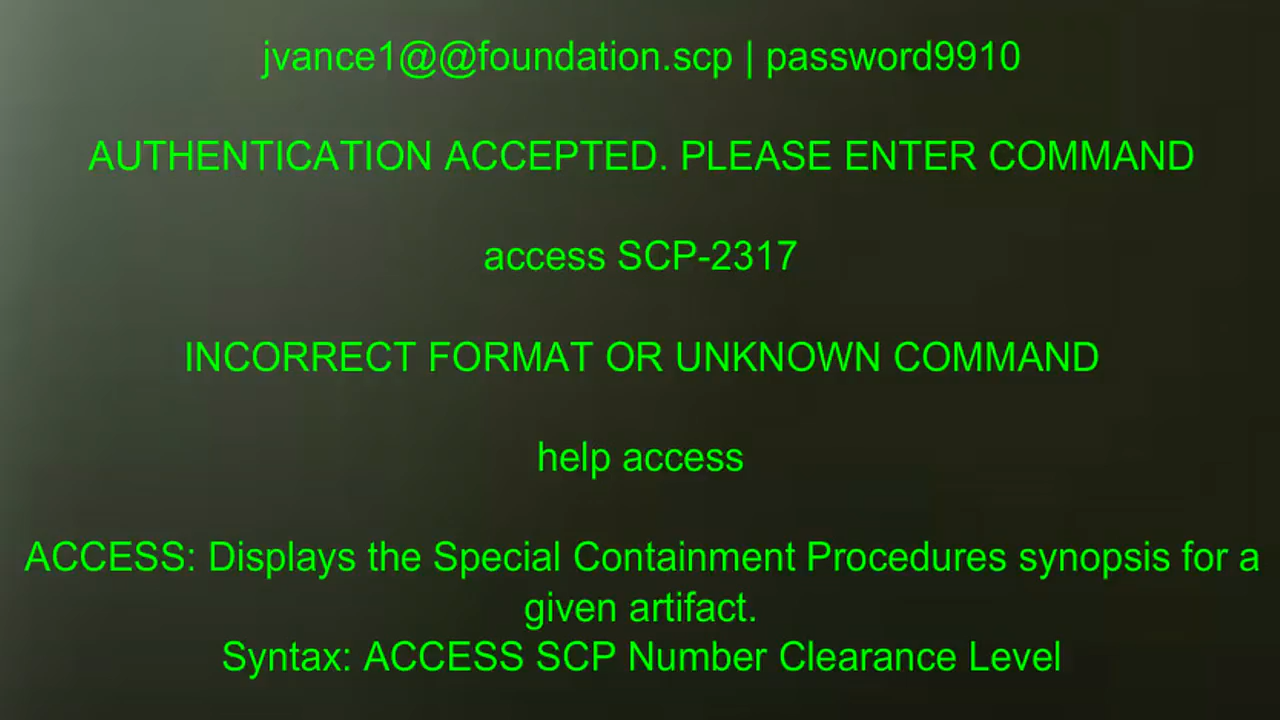 jvance1@@foundation.scp | password9910
AUTHENTICATION ACCEPTED. PLEASE ENTER COMMAND
access SCP-2317
INCORRECT FORMAT OR UNKNOWN COMMAND
help access
ACCESS: Displays the Special Containment Procedures synopsis for a
given artifact.
Syntax: ACCESS SCP Number Clearance Level